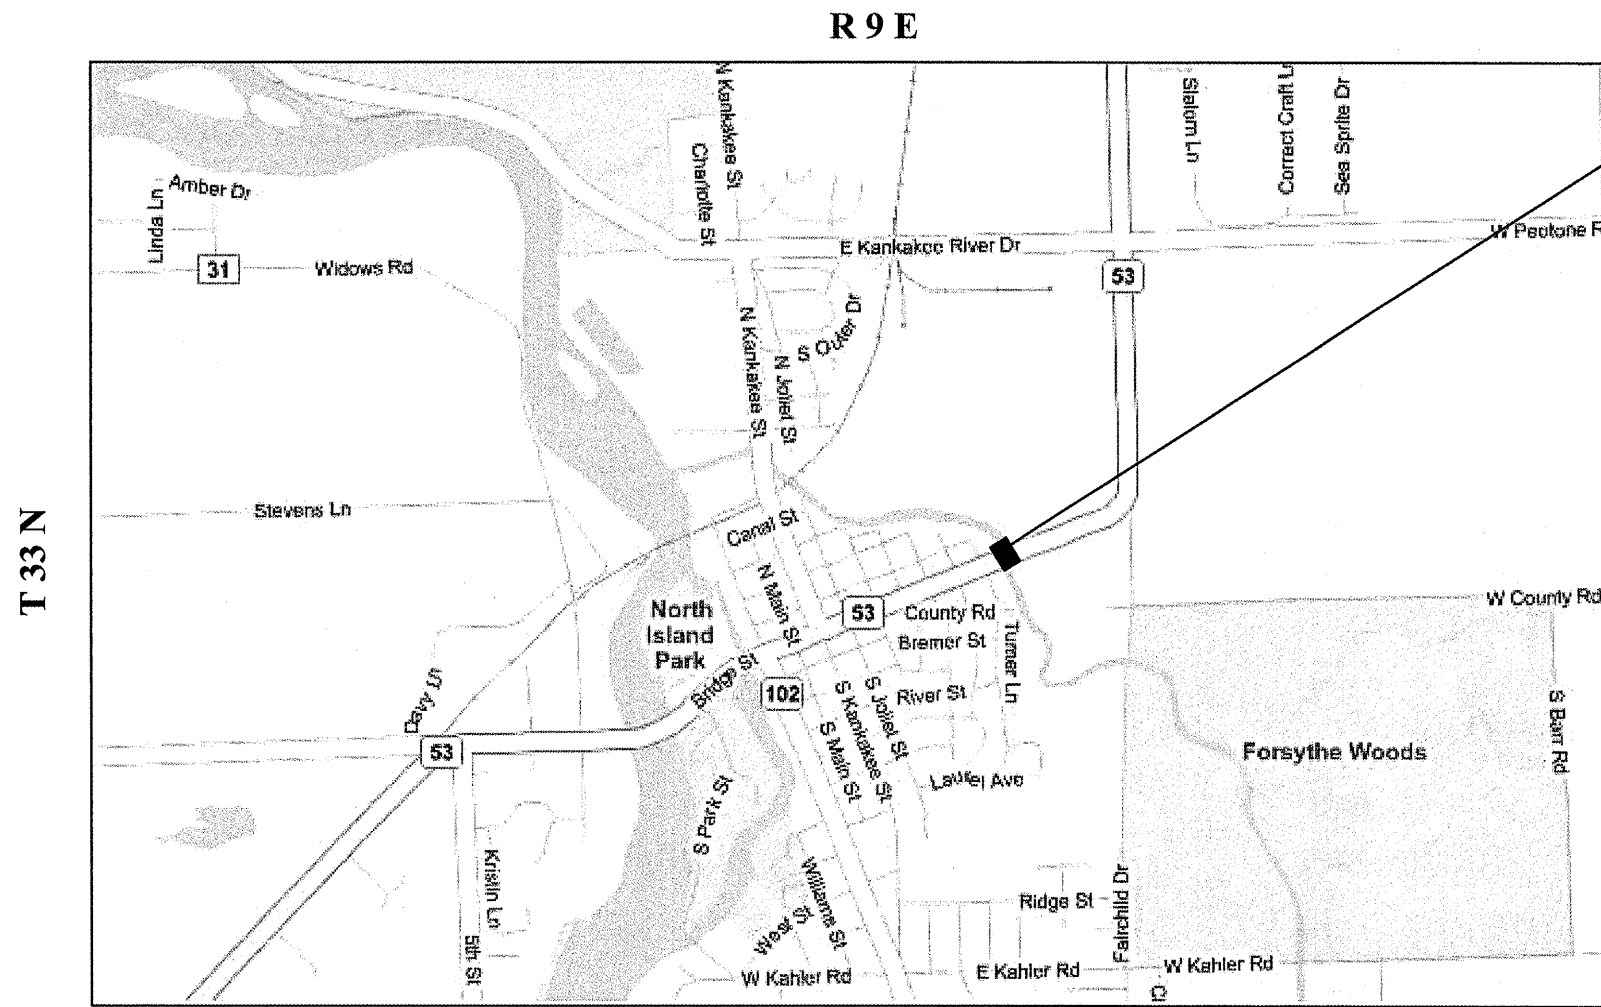 R 9 E
T 33 N
N Kankakee St
Charlotte St
Slalom Ln
Correct Craft Ln
Sea Sprite Dr
Amber Dr
Linda Ln
31
Widows Rd
E Kankakee River Dr
W Peotone R
53
S Outer Dr
N Kankakee St
N Joliet St
Stevens Ln
Canal St
N Main St
North
Island
Park
53
County Rd
W County Rd
Bremer St
Turner Ln
Bridge St
102
River St
S Joliet St
S Kankakee St
S Main St
Davy St
53
Forsythe Woods
S Barr Rd
Laurel Ave
S Park St
Kristin Ln
Williams St
West St
Ridge St
Fairchild Dr
5th St
W Kahler Rd
E Kahler Rd
W Kahler Rd
Cl